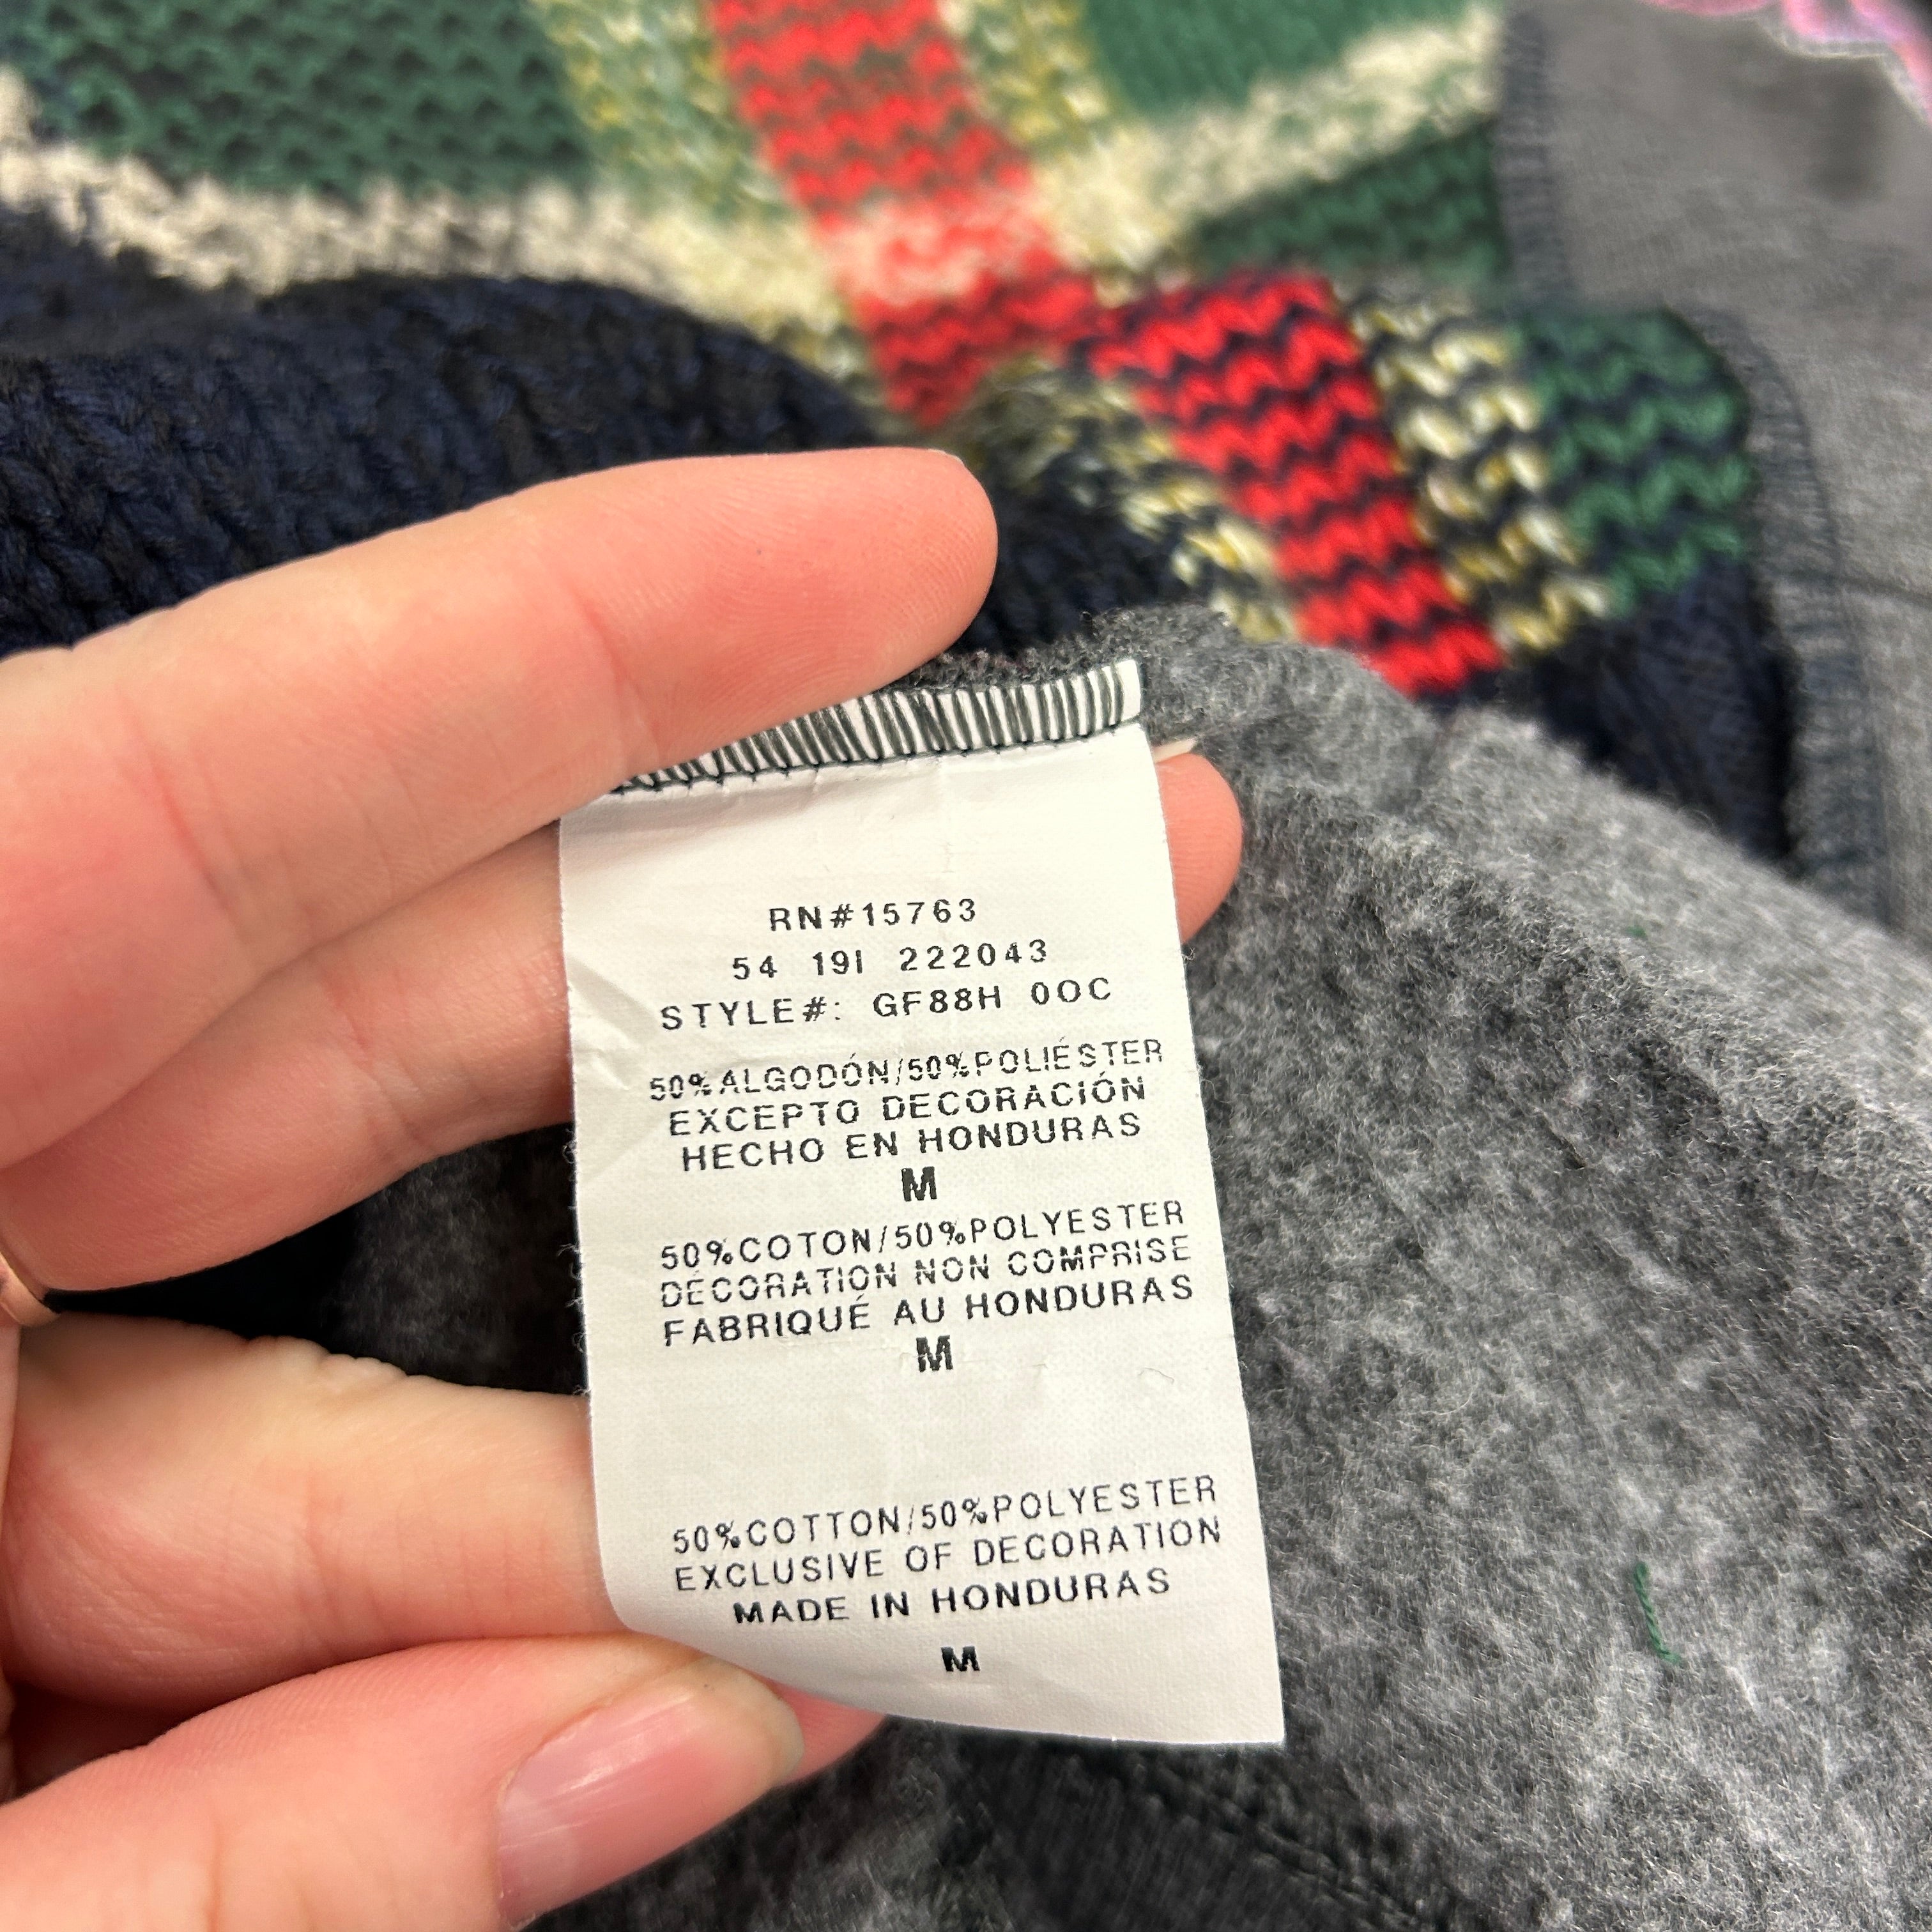 RN#15763
54 19I 222043
STYLE#: GF88H 00C
50%ALGODÓN/50%POLIÉSTER
EXCEPTO DECORACIÓN
HECHO EN HONDURAS
M
50%COTON/50%POLYESTER
DÉCORATION NON COMPRISE
FABRIQUÉ AU HONDURAS
M
50%COTTON/50%POLYESTER
EXCLUSIVE OF DECORATION
MADE IN HONDURAS
M